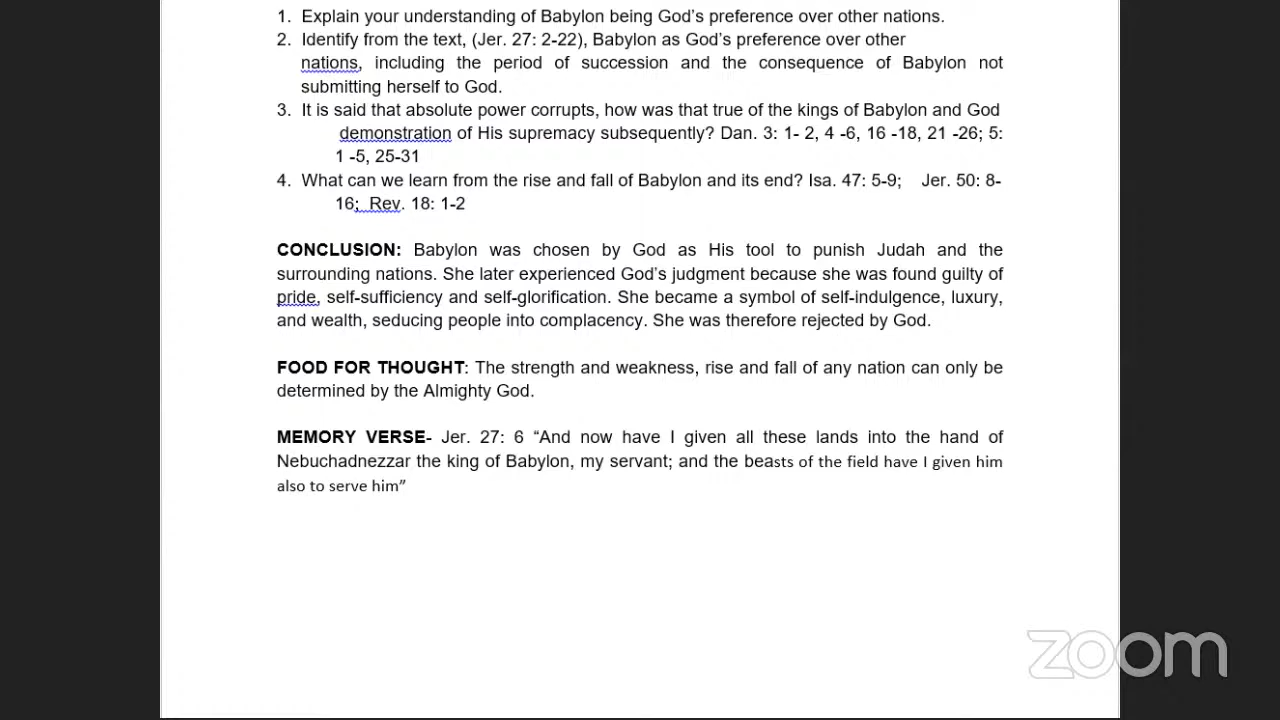 1. Explain your understanding of Babylon being God’s preference over other nations.
2. Identify from the text, (Jer. 27: 2-22), Babylon as God’s preference over other
nations, including the period of succession and the consequence of Babylon not
submitting herself to God.
3. It is said that absolute power corrupts, how was that true of the kings of Babylon and God
demonstration of His supremacy subsequently? Dan. 3: 1- 2, 4 -6, 16 -18, 21 -26; 5:
1 -5, 25-31
4. What can we learn from the rise and fall of Babylon and its end? Isa. 47: 5-9; Jer. 50: 8-
16; Rev. 18: 1-2
CONCLUSION: Babylon was chosen by God as His tool to punish Judah and the
surrounding nations. She later experienced God’s judgment because she was found guilty of
pride, self-sufficiency and self-glorification. She became a symbol of self-indulgence, luxury,
and wealth, seducing people into complacency. She was therefore rejected by God.
FOOD FOR THOUGHT: The strength and weakness, rise and fall of any nation can only be
determined by the Almighty God.
MEMORY VERSE- Jer. 27: 6 “And now have I given all these lands into the hand of
Nebuchadnezzar the king of Babylon, my servant; and the beasts of the field have I given him
also to serve him”
zoom